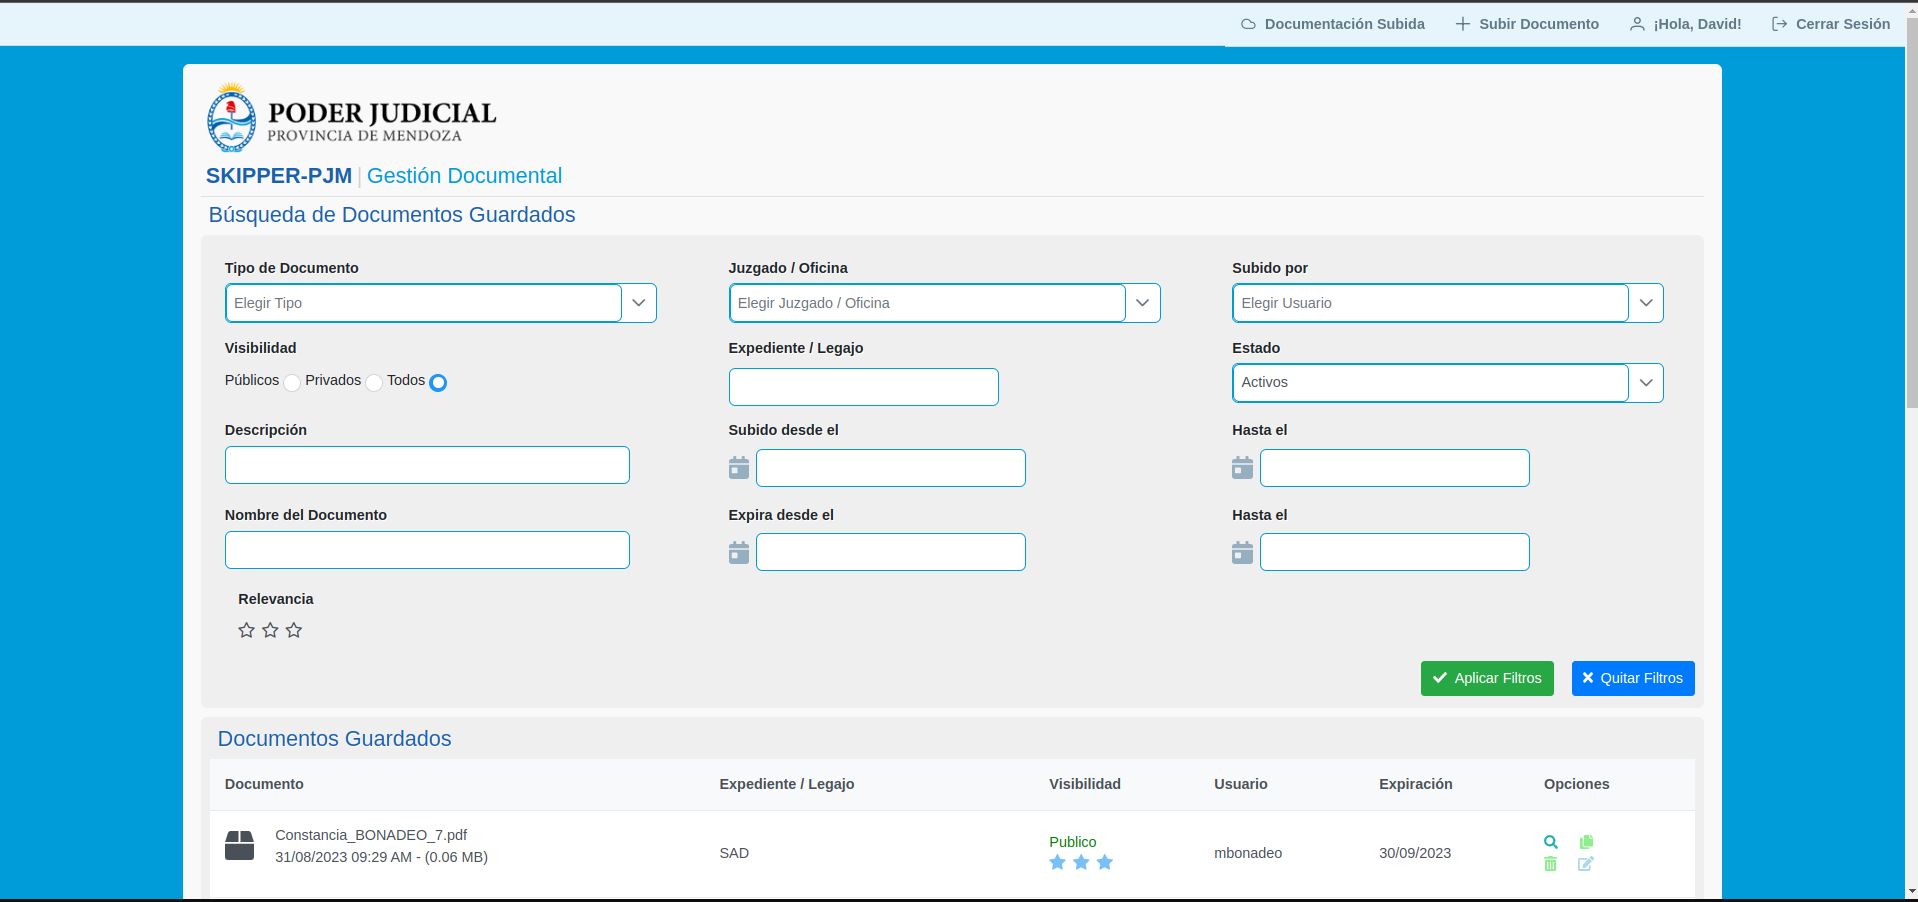 Documentación Subida Subir Documento ¡Hola, David! Cerrar Sesión
PODER JUDICIAL
PROVINCIA DE MENDOZA
SKIPPER-PJM | Gestión Documental
Búsqueda de Documentos Guardados
Tipo de Documento Juzgado / Oficina Subido por
Elegir Tipo Elegir Juzgado / Oficina Elegir Usuario
Visibilidad Expediente / Legajo Estado
Públicos Privados Todos Activos
Descripción Subido desde el Hasta el
Nombre del Documento Expira desde el Hasta el
Relevancia
Aplicar Filtros Quitar Filtros
Documentos Guardados
Documento Expediente / Legajo Visibilidad Usuario Expiración Opciones
Constancia_BONADEO_7.pdf
31/08/2023 09:29 AM - (0.06 MB) SAD Publico mbonadeo 30/09/2023